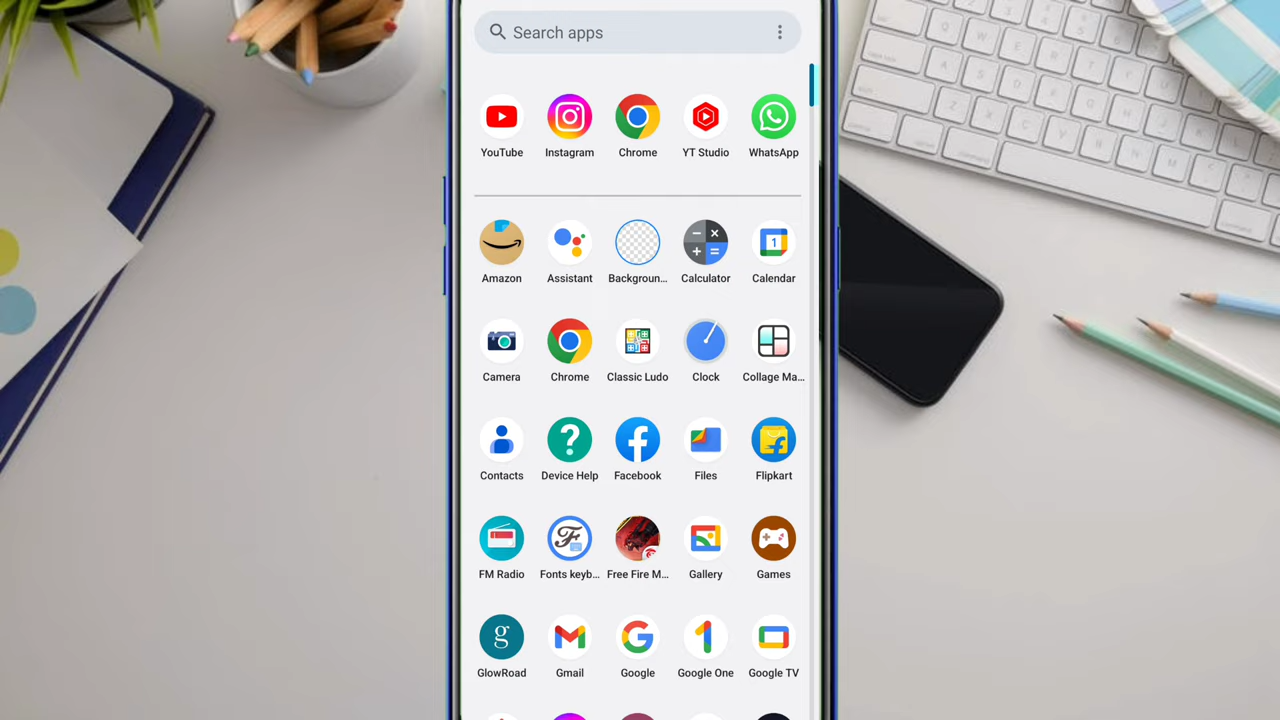 Search apps
YouTube Instagram Chrome YT Studio WhatsApp
Amazon Assistant Backgroun... Calculator Calendar
Camera Chrome Classic Ludo Clock Collage Ma...
Contacts Device Help Facebook Files Flipkart
FM Radio Fonts keyb... Free Fire M... Gallery Games
GlowRoad Gmail Google Google One Google TV